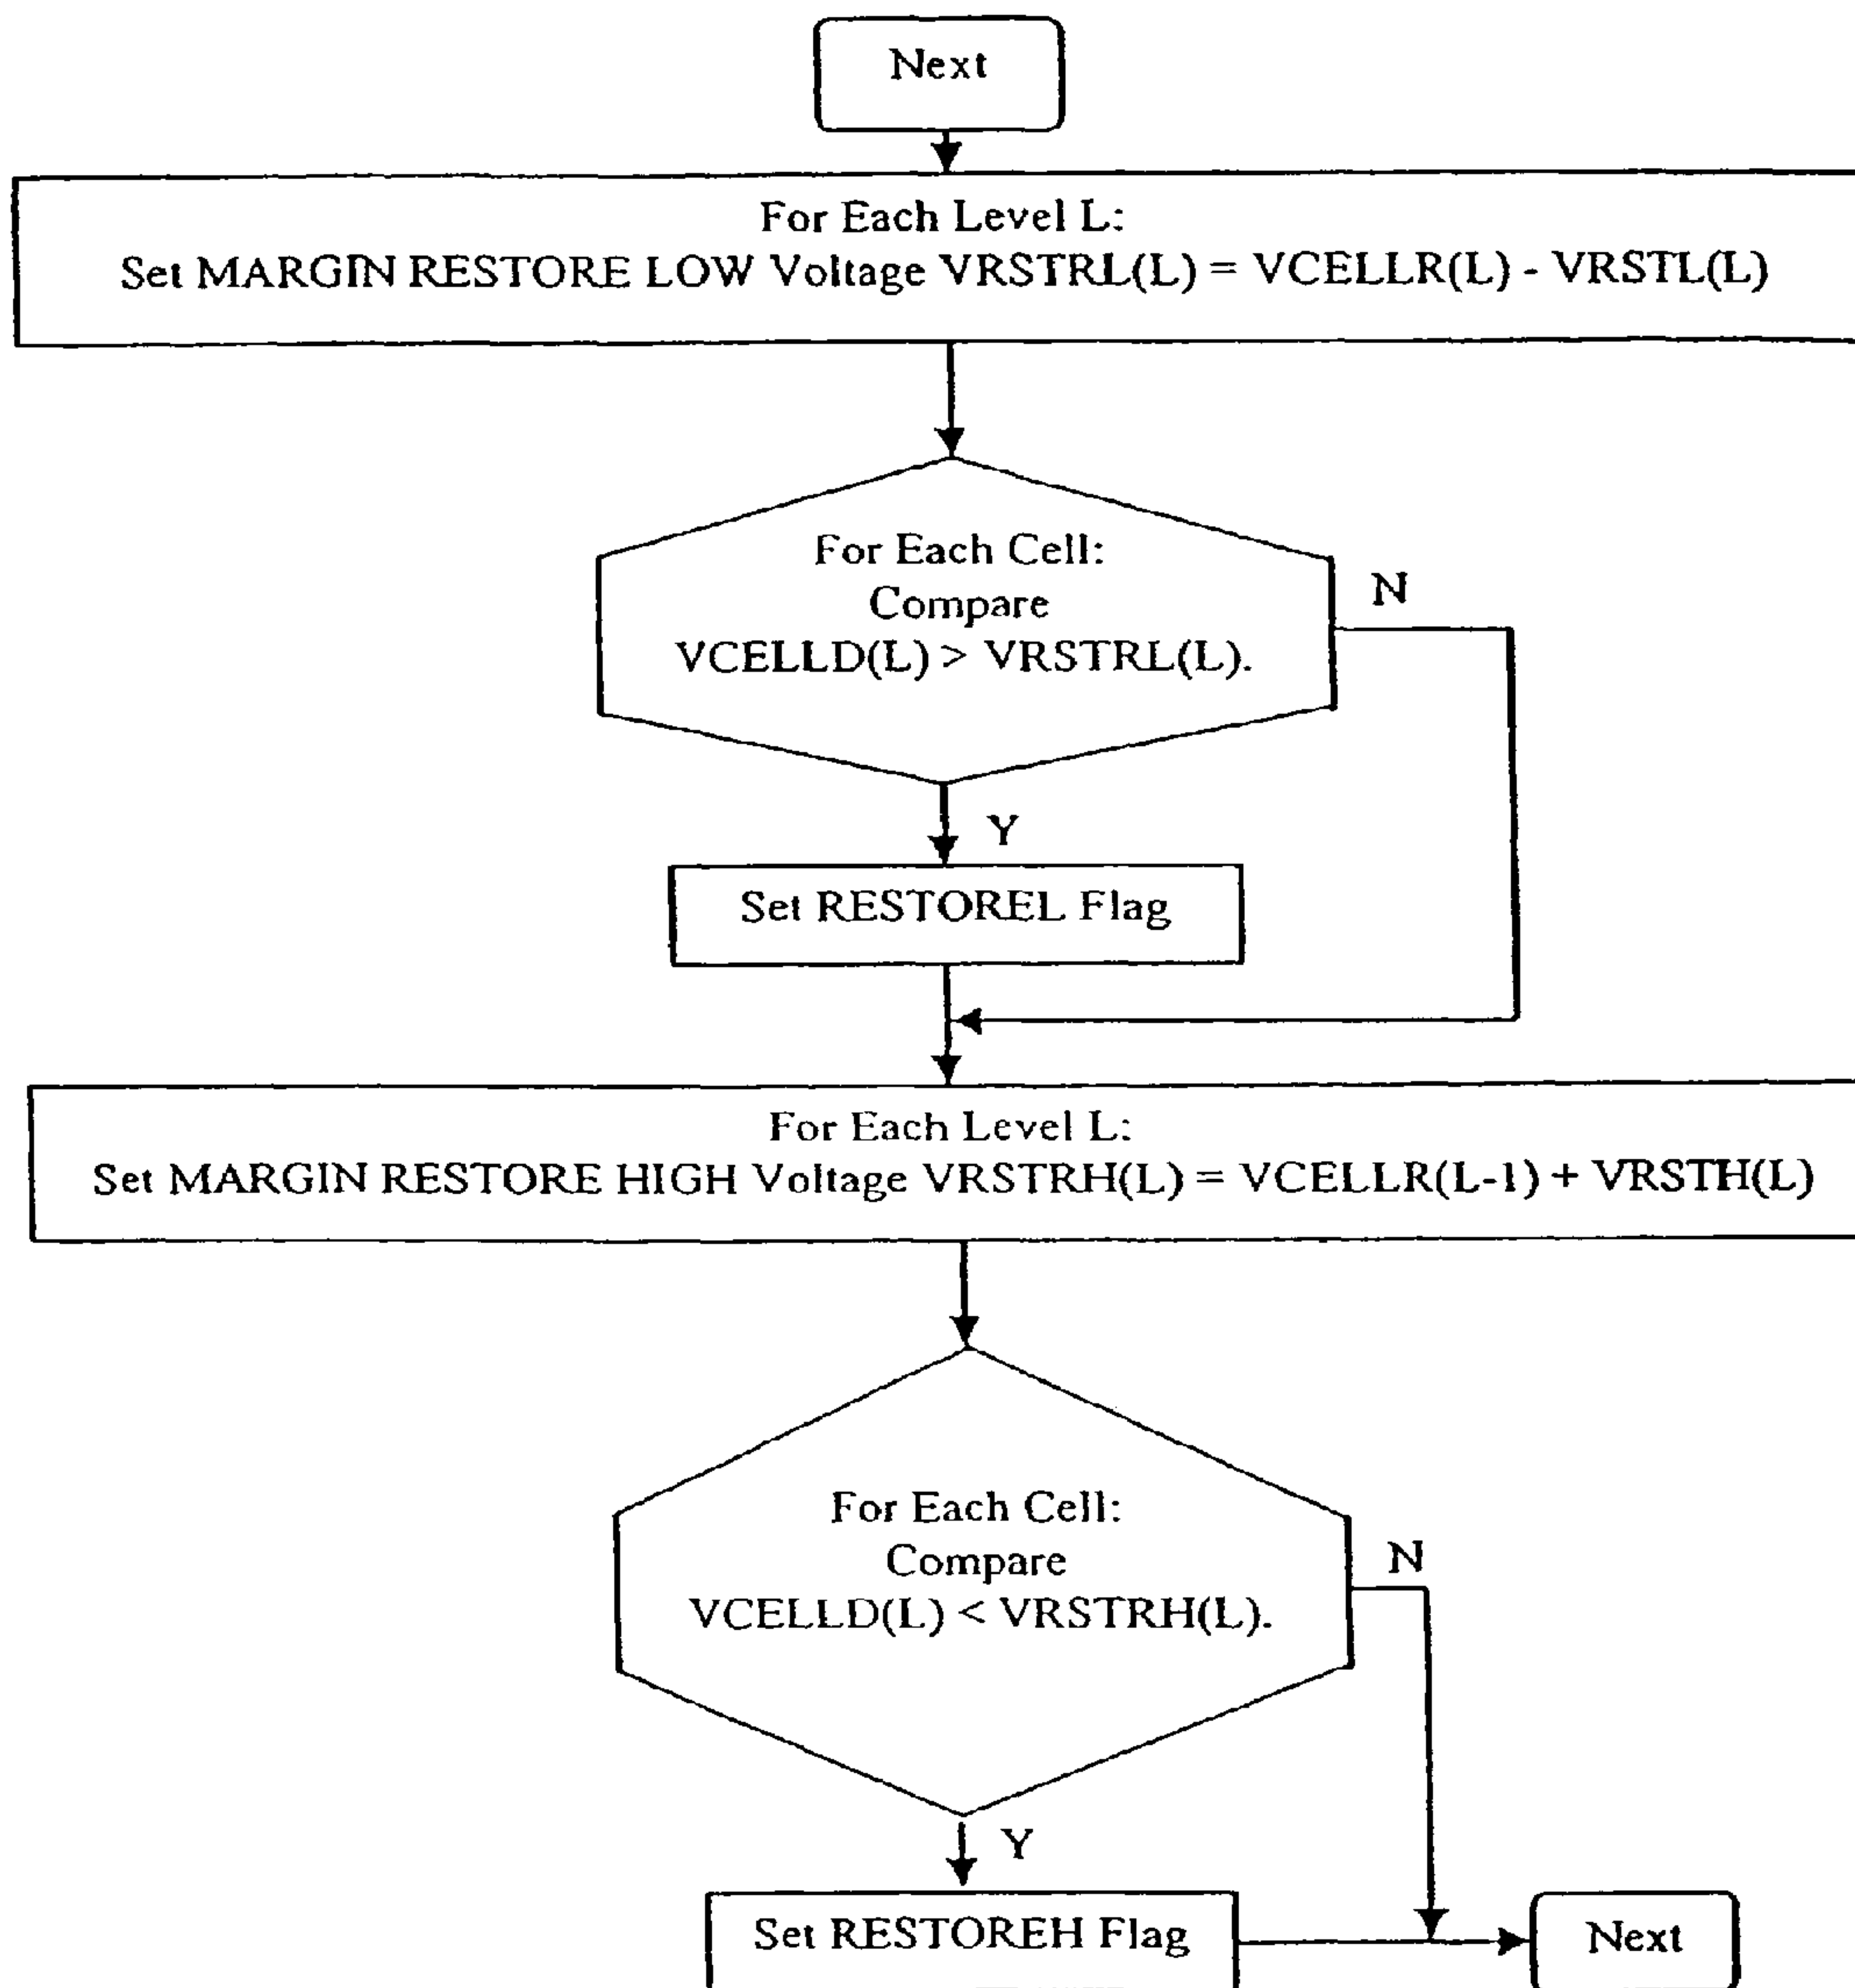 Next
For Each Level L:
Set MARGIN RESTORE LOW Voltage VRSTRL(L) = VCELLR(L) - VRSTL(L)
For Each Cell:
Compare
VCELLD(L) > VRSTRL(L).
N
Y
Set RESTOREL Flag
For Each Level L:
Set MARGIN RESTORE HIGH Voltage VRSTRH(L) = VCELLR(L-1) + VRSTH(L)
For Each Cell:
Compare
VCELLD(L) < VRSTRH(L).
N
Y
Set RESTOREH Flag
Next